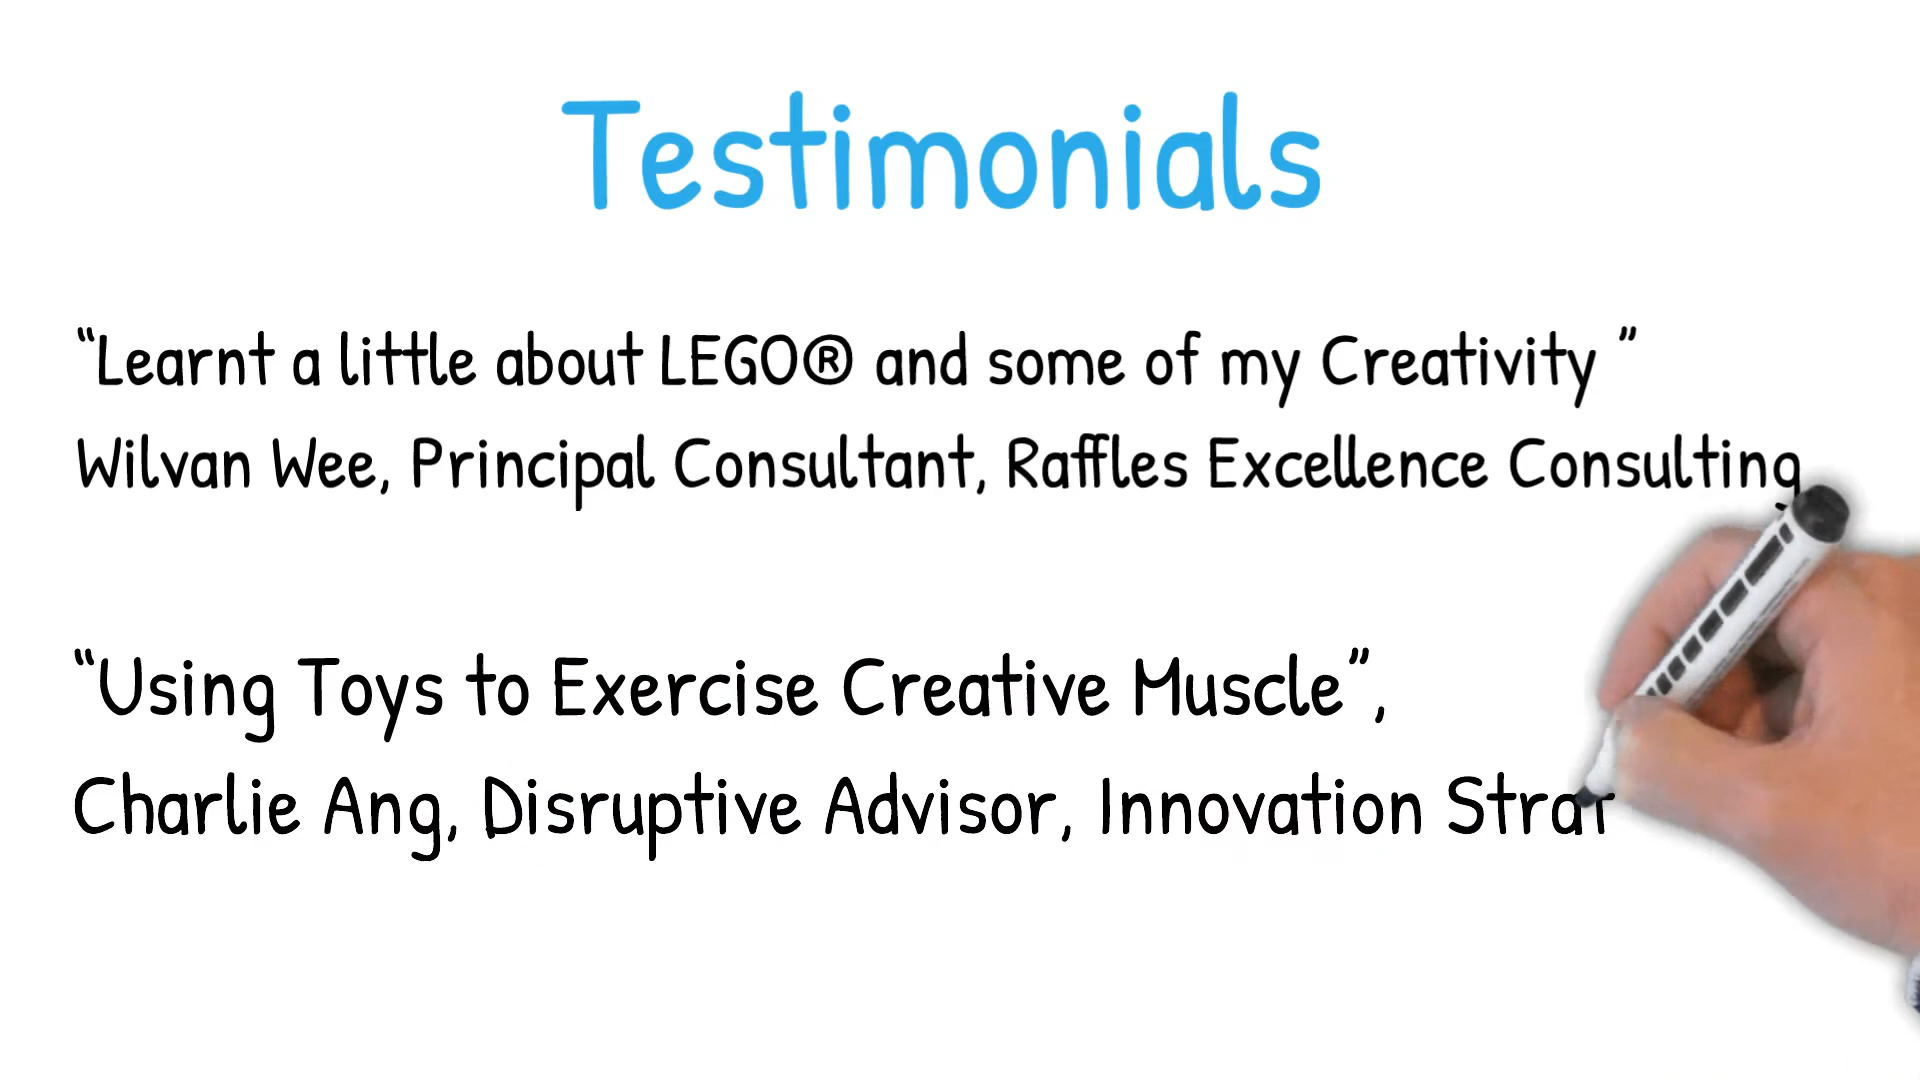 Testimonials
“Learnt a little about LEGO® and some of my Creativity ”
Wilvan Wee, Principal Consultant, Raffles Excellence Consulting
“Using Toys to Exercise Creative Muscle”,
Charlie Ang, Disruptive Advisor, Innovation